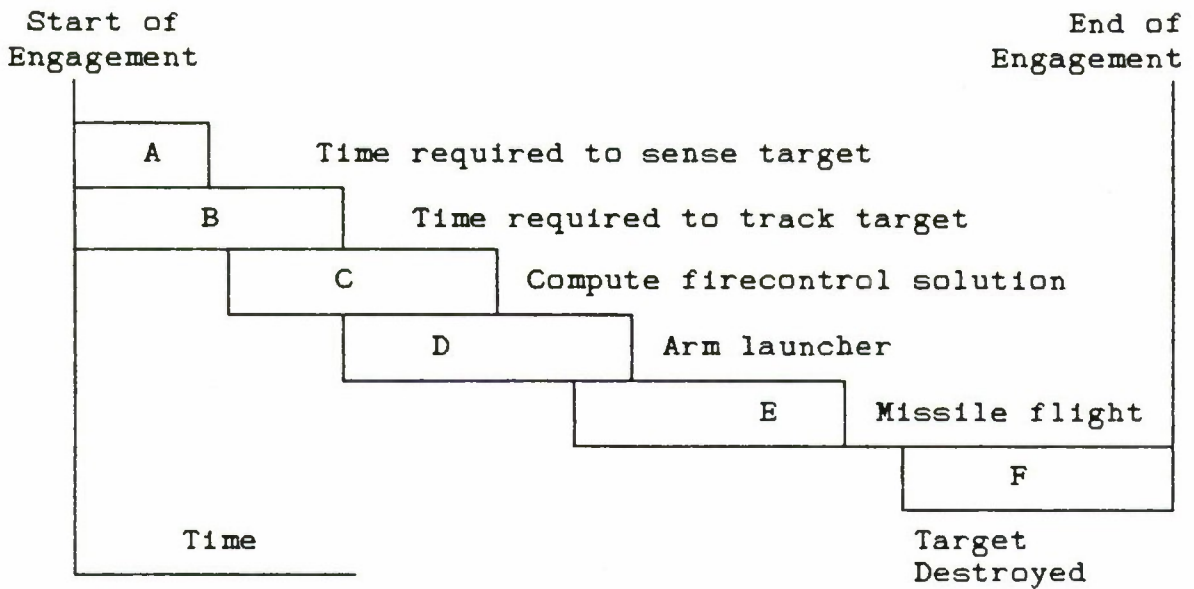 Start of
Engagement
End of
Engagement
A
Time required to sense target
B
Time required to track target
C
Compute firecontrol solution
D
Arm launcher
E
Missile flight
F
Time
Target
Destroyed